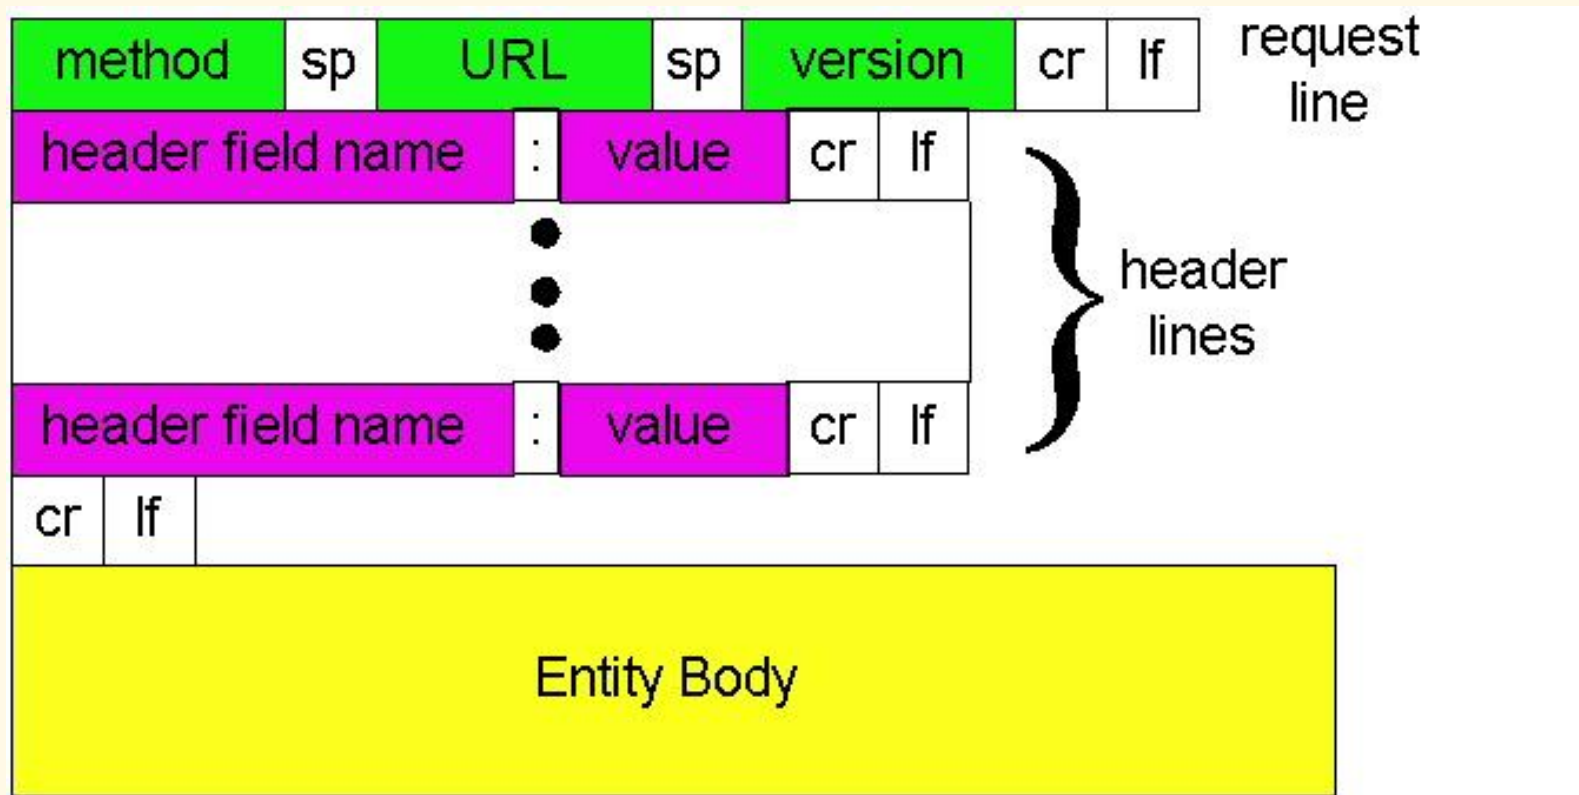 method sp URL sp version cr lf
request
line
header field name : value cr lf
header
lines
header field name : value cr lf
cr lf
Entity Body